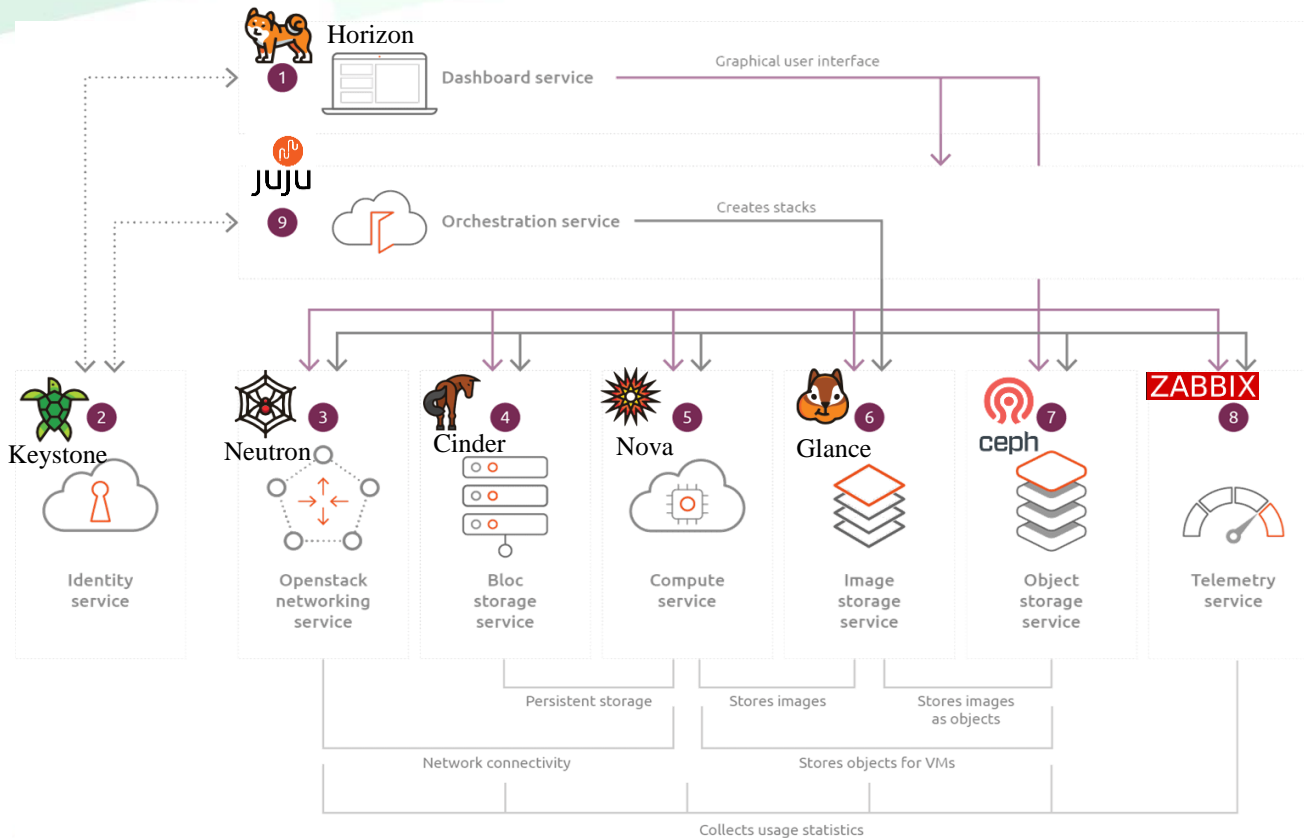 Horizon
1
Dashboard service
Graphical user interface
juju
9
Orchestration service
Creates stacks
2
Keystone
Identity
service
3
Neutron
Openstack
networking
service
4
Cinder
Bloc
storage
service
5
Nova
Compute
service
6
Glance
Image
storage
service
7
ceph
Object
storage
service
ZABBIX
8
Telemetry
service
Persistent storage
Stores images
Stores images
as objects
Network connectivity
Stores objects for VMs
Collects usage statistics